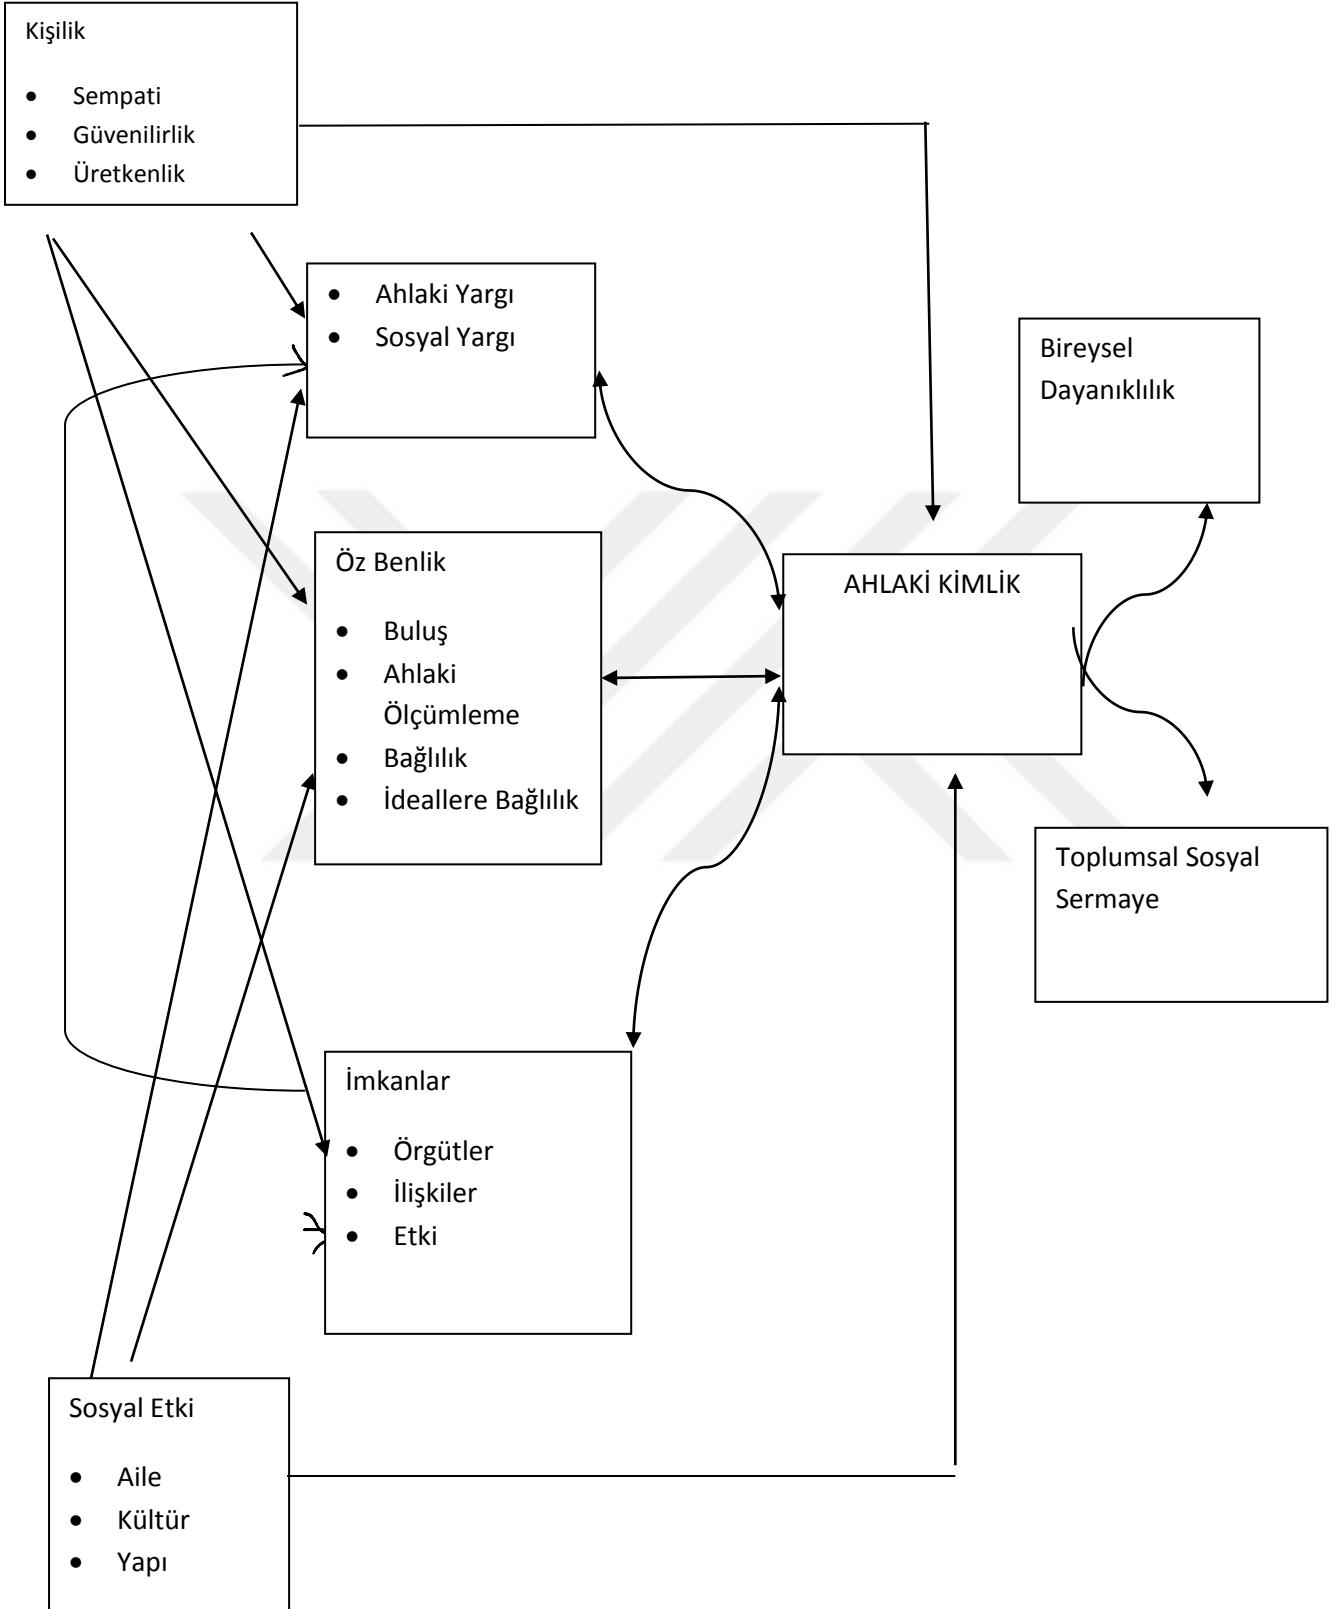 Kişilik
• Sempati
• Güvenilirlik
• Üretkenlik
• Ahlaki Yargı
• Sosyal Yargı
Bireysel
Dayanıklılık
Öz Benlik
• Buluş
• Ahlaki
Ölçümleme
• Bağlılık
• İdeallere Bağlılık
AHLAKİ KİMLİK
Toplumsal Sosyal
Sermaye
İmkanlar
• Örgütler
• İlişkiler
• Etki
Sosyal Etki
• Aile
• Kültür
• Yapı